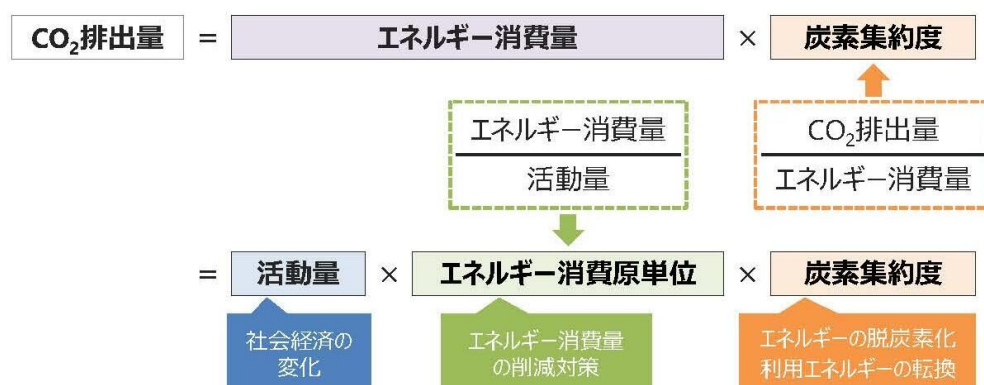 CO₂排出量 = エネルギー消費量 × 炭素集約度
エネルギー消費量
活動量
CO₂排出量
エネルギー消費量
= 活動量 × エネルギー消費原単位 × 炭素集約度
社会経済の
変化
エネルギー消費量
の削減対策
エネルギーの脱炭素化
利用エネルギーの転換